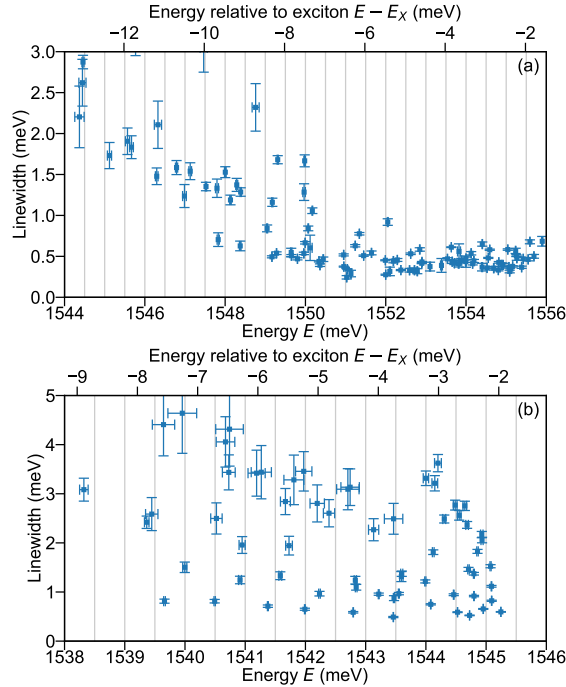 Energy relative to exciton E − E_X (meV)
−12 −10 −8 −6 −4 −2
(a)
3.0
2.5
2.0
1.5
1.0
0.5
0.0
Linewidth (meV)
1544 1546 1548 1550 1552 1554 1556
Energy E (meV)
Energy relative to exciton E − E_X (meV)
−9 −8 −7 −6 −5 −4 −3 −2
(b)
5
4
3
2
1
0
Linewidth (meV)
1538 1539 1540 1541 1542 1543 1544 1545 1546
Energy E (meV)